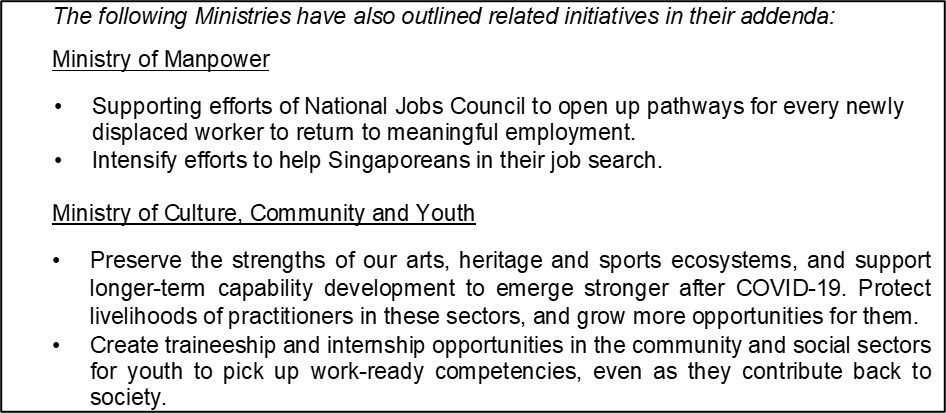 The following Ministries have also outlined related initiatives in their addenda:
Ministry of Manpower
• Supporting efforts of National Jobs Council to open up pathways for every newly
displaced worker to return to meaningful employment.
• Intensify efforts to help Singaporeans in their job search.
Ministry of Culture, Community and Youth
• Preserve the strengths of our arts, heritage and sports ecosystems, and support
longer-term capability development to emerge stronger after COVID-19. Protect
livelihoods of practitioners in these sectors, and grow more opportunities for them.
• Create traineeship and internship opportunities in the community and social sectors
for youth to pick up work-ready competencies, even as they contribute back to
society.